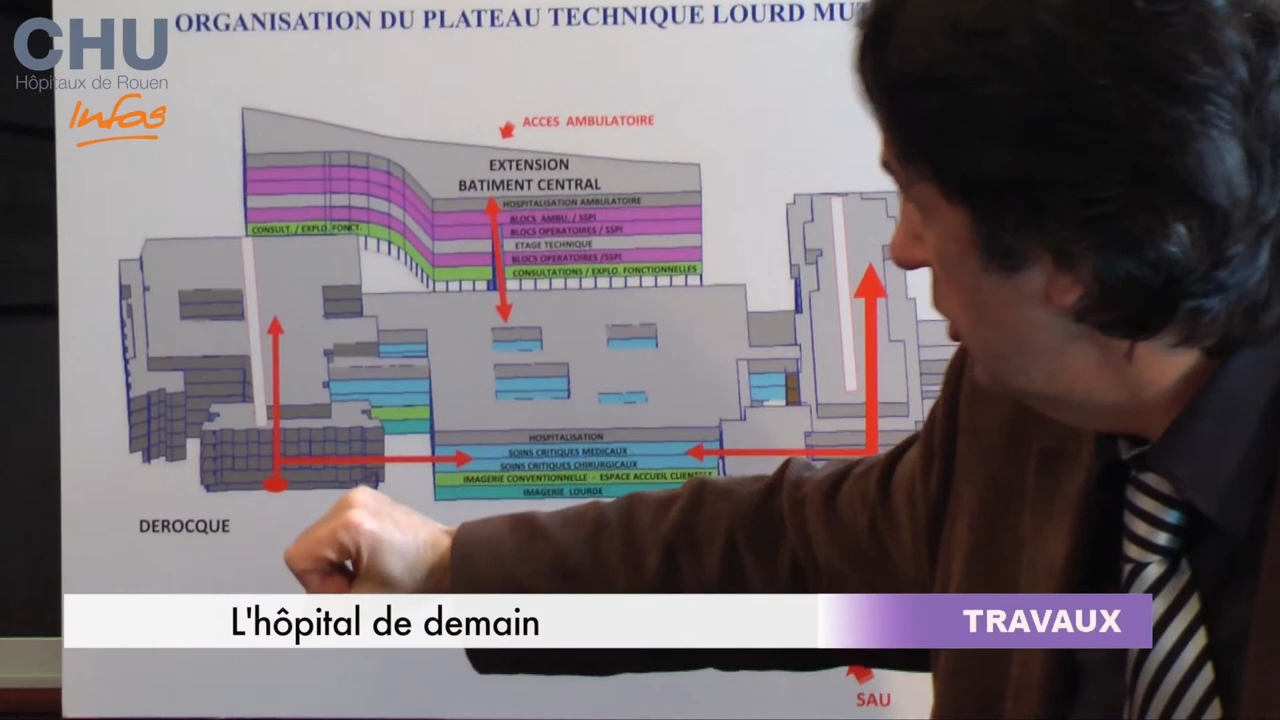 ORGANISATION DU PLATEAU TECHNIQUE LOURD MUT
CHU
Hôpitaux de Rouen
Infos
ACCES AMBULATOIRE
EXTENSION
BATIMENT CENTRAL
HOSPITALISATION AMBULATOIRE
BLOCS AMBU. / SSPI
BLOCS OPERATOIRES / SSPI
ETAGE TECHNIQUE
BLOCS OPERATOIRES /SSPI
CONSULTATIONS / EXPLO. FONCTIONNELLES
CONSULT. / EXPLO. FONCT.
HOSPITALISATION
SOINS CRITIQUES MEDICAUX
SOINS CRITIQUES CHIRURGICAUX
IMAGERIE CONVENTIONNELLE - ESPACE ACCUEIL CLIENTELE
IMAGERIE LOURDE
DEROCQUE
L'hôpital de demain
TRAVAUX
SAU